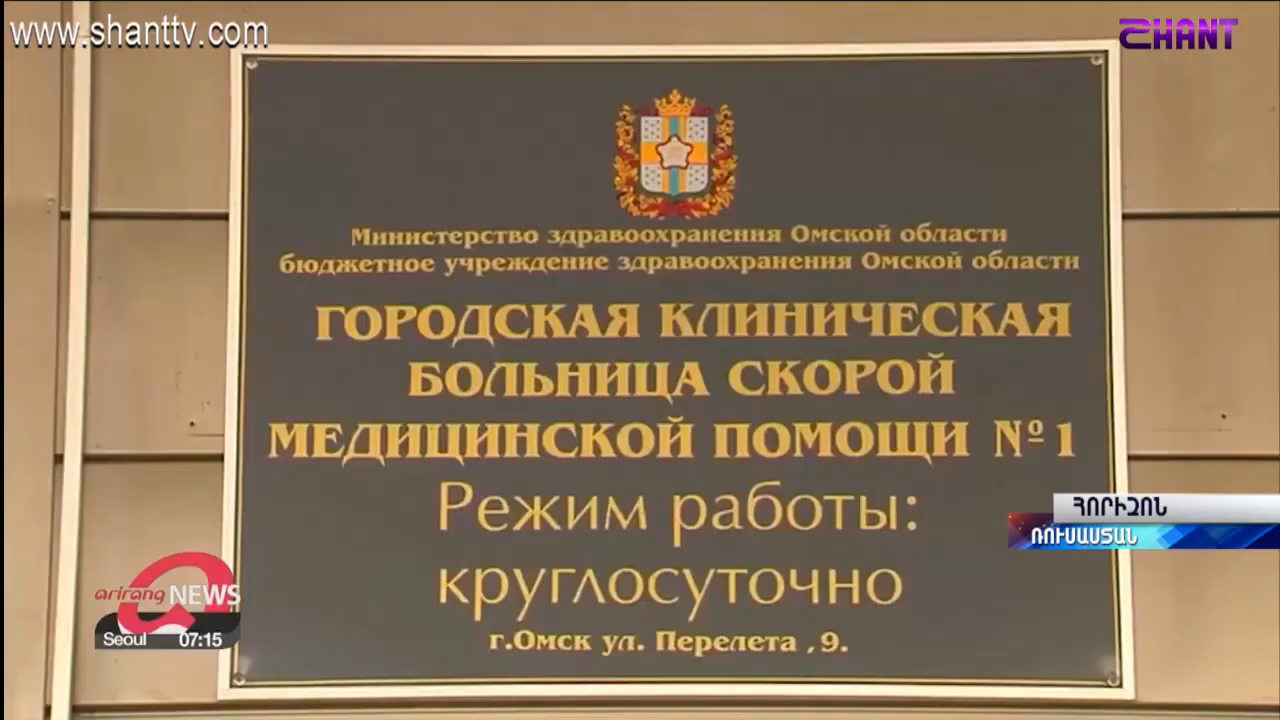 www.shanttv.com
SHANT
Министерство здравоохранения Омской области
бюджетное учреждение здравоохранения Омской области
ГОРОДСКАЯ КЛИНИЧЕСКАЯ
БОЛЬНИЦА СКОРОЙ
МЕДИЦИНСКОЙ ПОМОЩИ №1
Режим работы:
круглосуточно
г.Омск ул. Перелета , 9.
ՀՈՐԻԶՈՆ
ՌՈՒՍԱՍՏԱՆ
arirang NEWS
Seoul 07:15